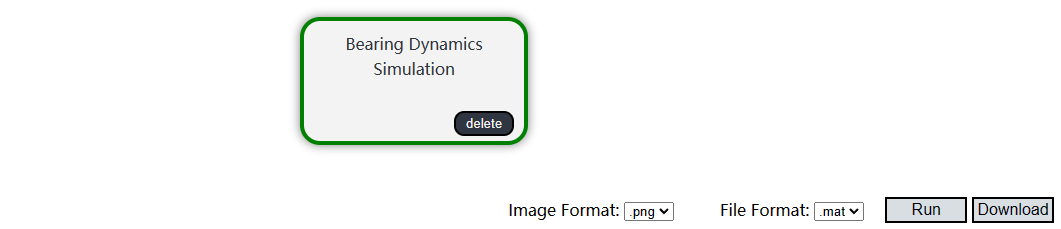 Bearing Dynamics
Simulation
delete
Image Format: .png File Format: .mat Run Download